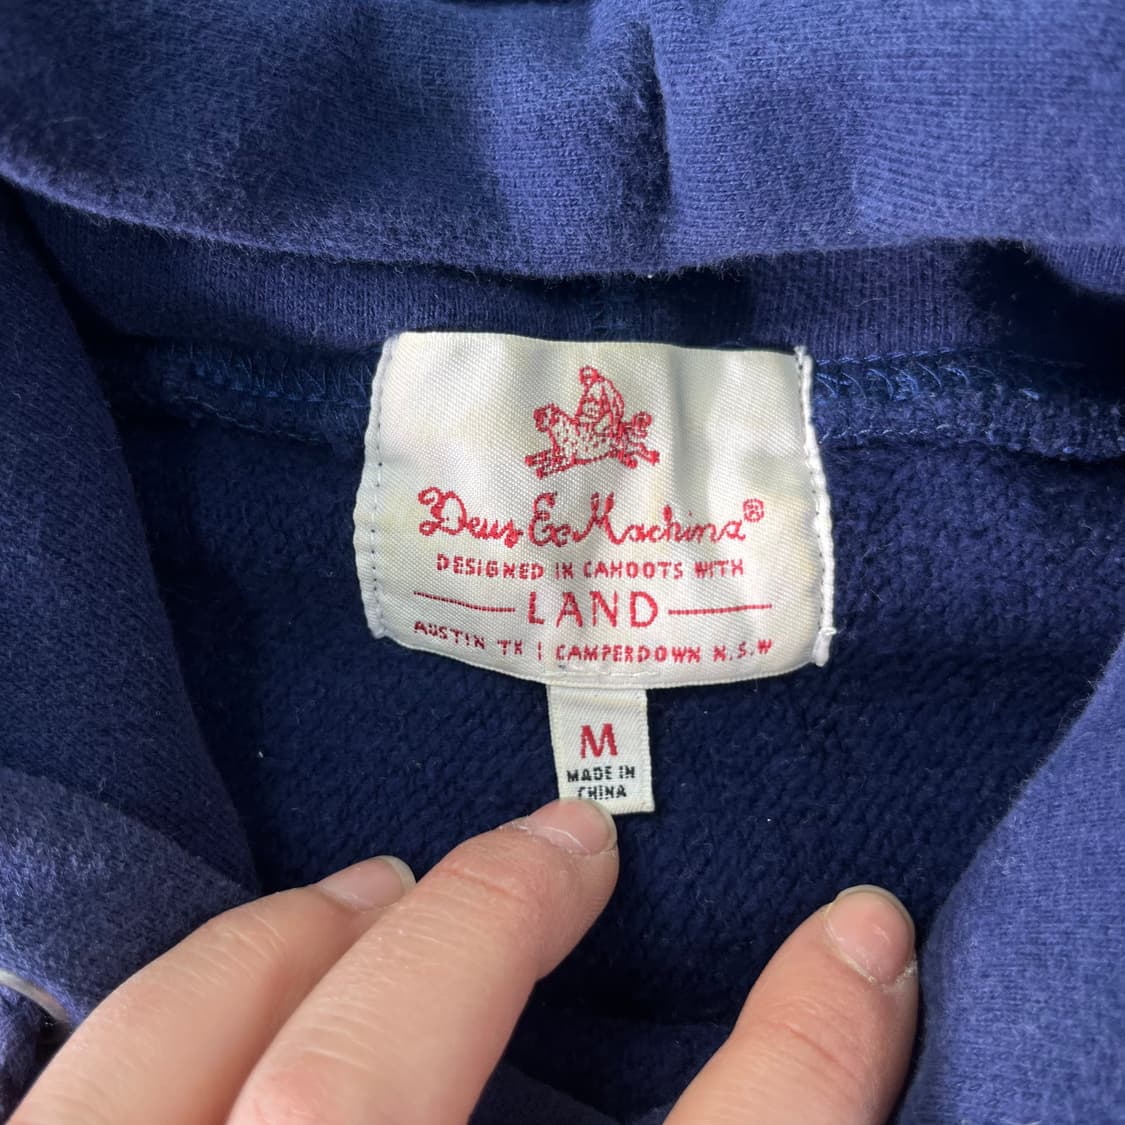 Deus Ex Machina®
DESIGNED IN CAHOOTS WITH
LAND
AUSTIN TX | CAMPERDOWN N.S.W
M
MADE IN
CHINA